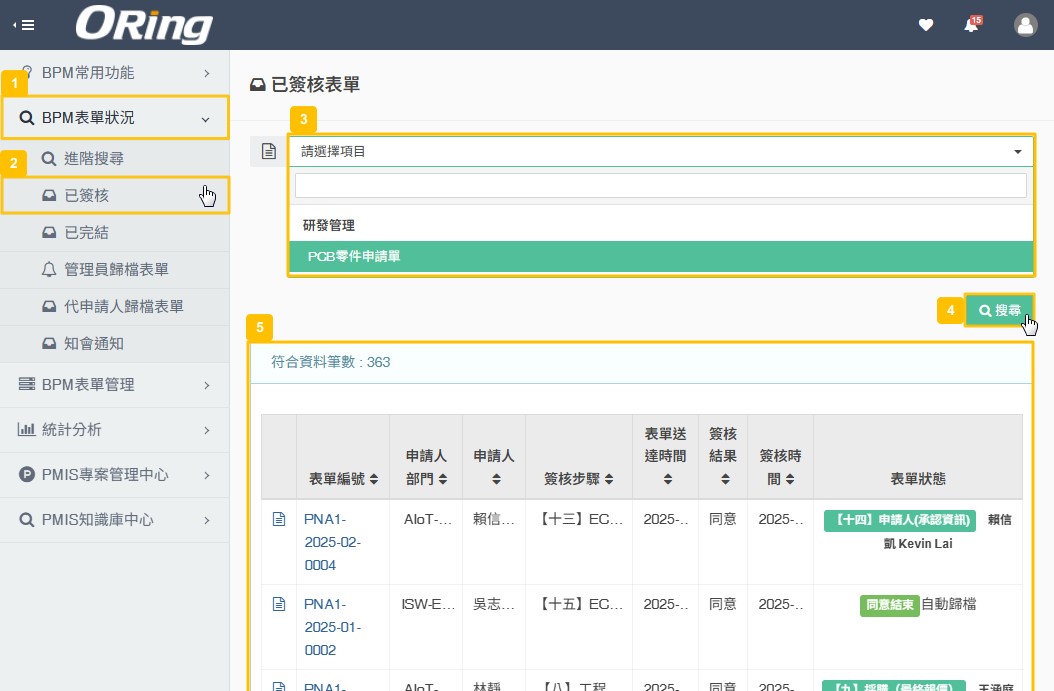 ORing
15
BPM常用功能
1
BPM表單狀況
進階搜尋
2
已簽核
已完結
管理員歸檔表單
代申請人歸檔表單
知會通知
BPM表單管理
統計分析
PMIS專案管理中心
PMIS知識庫中心
已簽核表單
3
請選擇項目
研發管理
PCB零件申請單
4
搜尋
5
符合資料筆數 : 363
表單編號
申請人
部門
申請人
簽核步驟
表單送
達時間
簽核
結果
簽核時
間
表單狀態
PNA1-
2025-02-
0004
AIoT-...
賴信...
【十三】EC...
2025-..
同意
2025-..
【十四】申請人(承認資訊)
賴信
凱 Kevin Lai
PNA1-
2025-01-
0002
ISW-E...
吳志...
【十五】EC...
2025-..
同意
2025-..
同意結束 自動歸檔
PNA1-
AIoT-...
林靜...
【八】工程...
2025-..
同意
2025-..